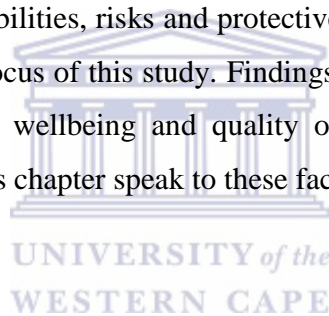 bilities, risks and protective
ocus of this study. Findings
wellbeing and quality o
s chapter speak to these fac
UNIVERSITY of the
WESTERN CAPE